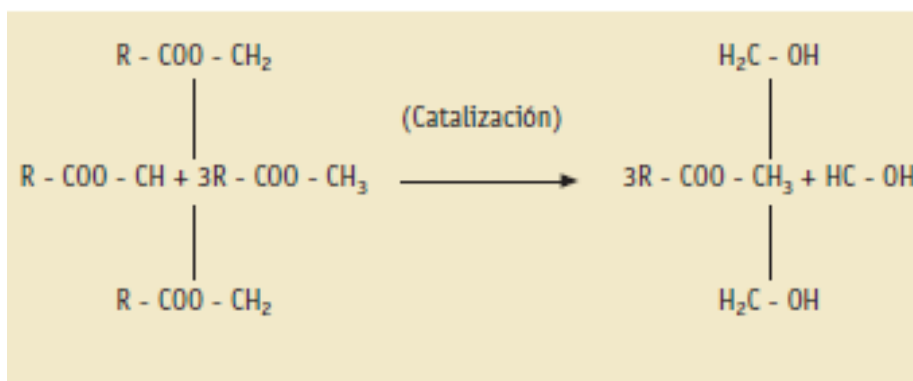 R - COO - CH₂
H₂C - OH
(Catalización)
R - COO - CH + 3R - COO - CH₃
3R - COO - CH₃ + HC - OH
R - COO - CH₂
H₂C - OH